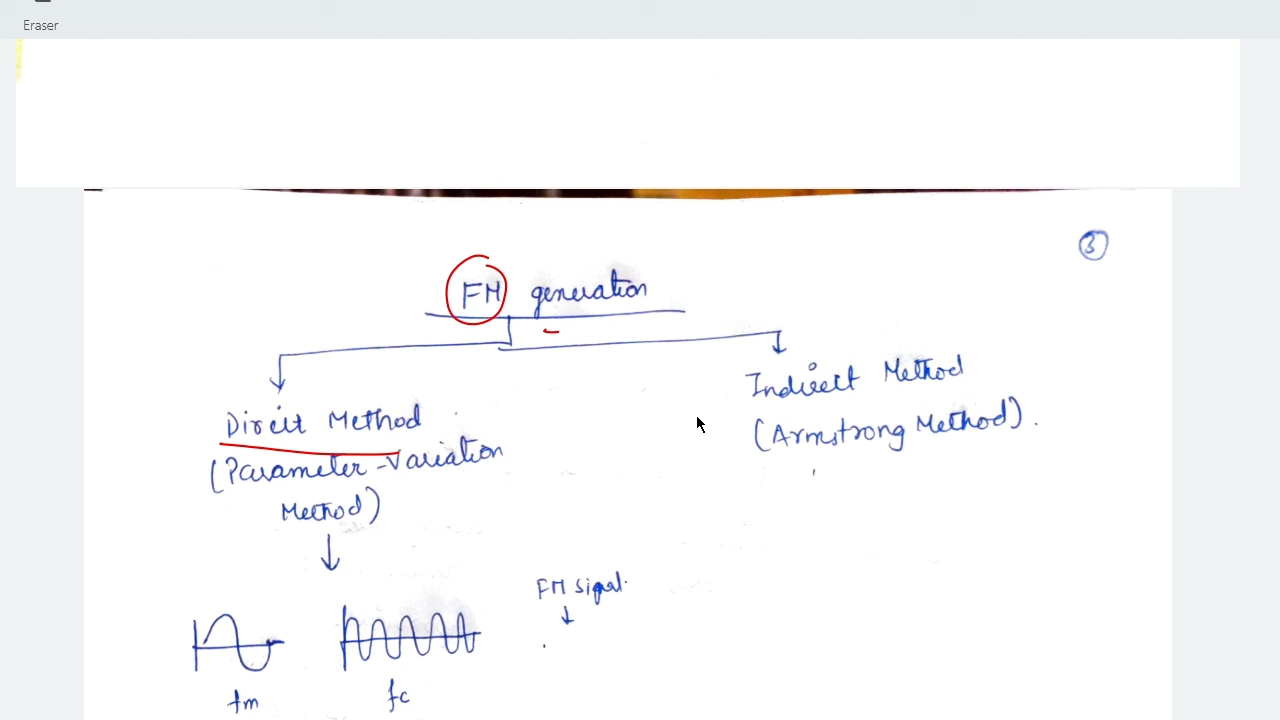 Eraser
3
FM generation
Direct Method
(Parameter-Variation
Method)
Indirect Method
(Armstrong Method).
FM signal.
fm
fc